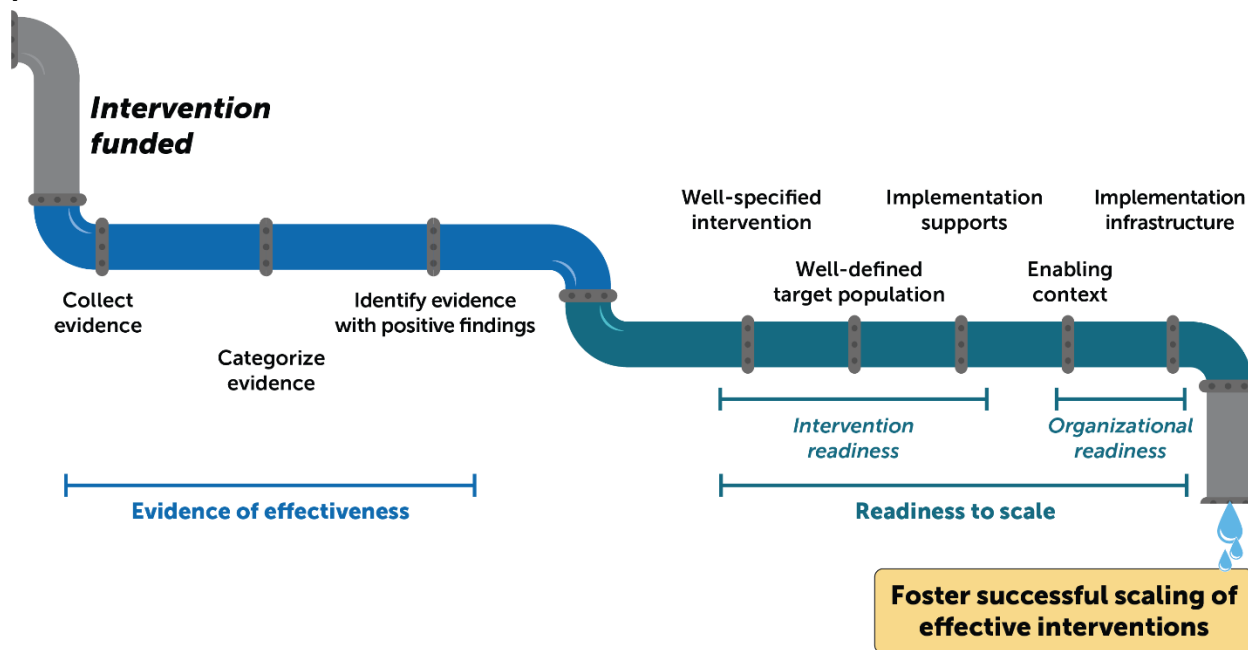 Intervention
funded
Collect
evidence
Categorize
evidence
Identify evidence
with positive findings
Evidence of effectiveness
Well-specified
intervention
Well-defined
target population
Implementation
supports
Enabling
context
Implementation
infrastructure
Intervention
readiness
Organizational
readiness
Readiness to scale
Foster successful scaling of
effective interventions